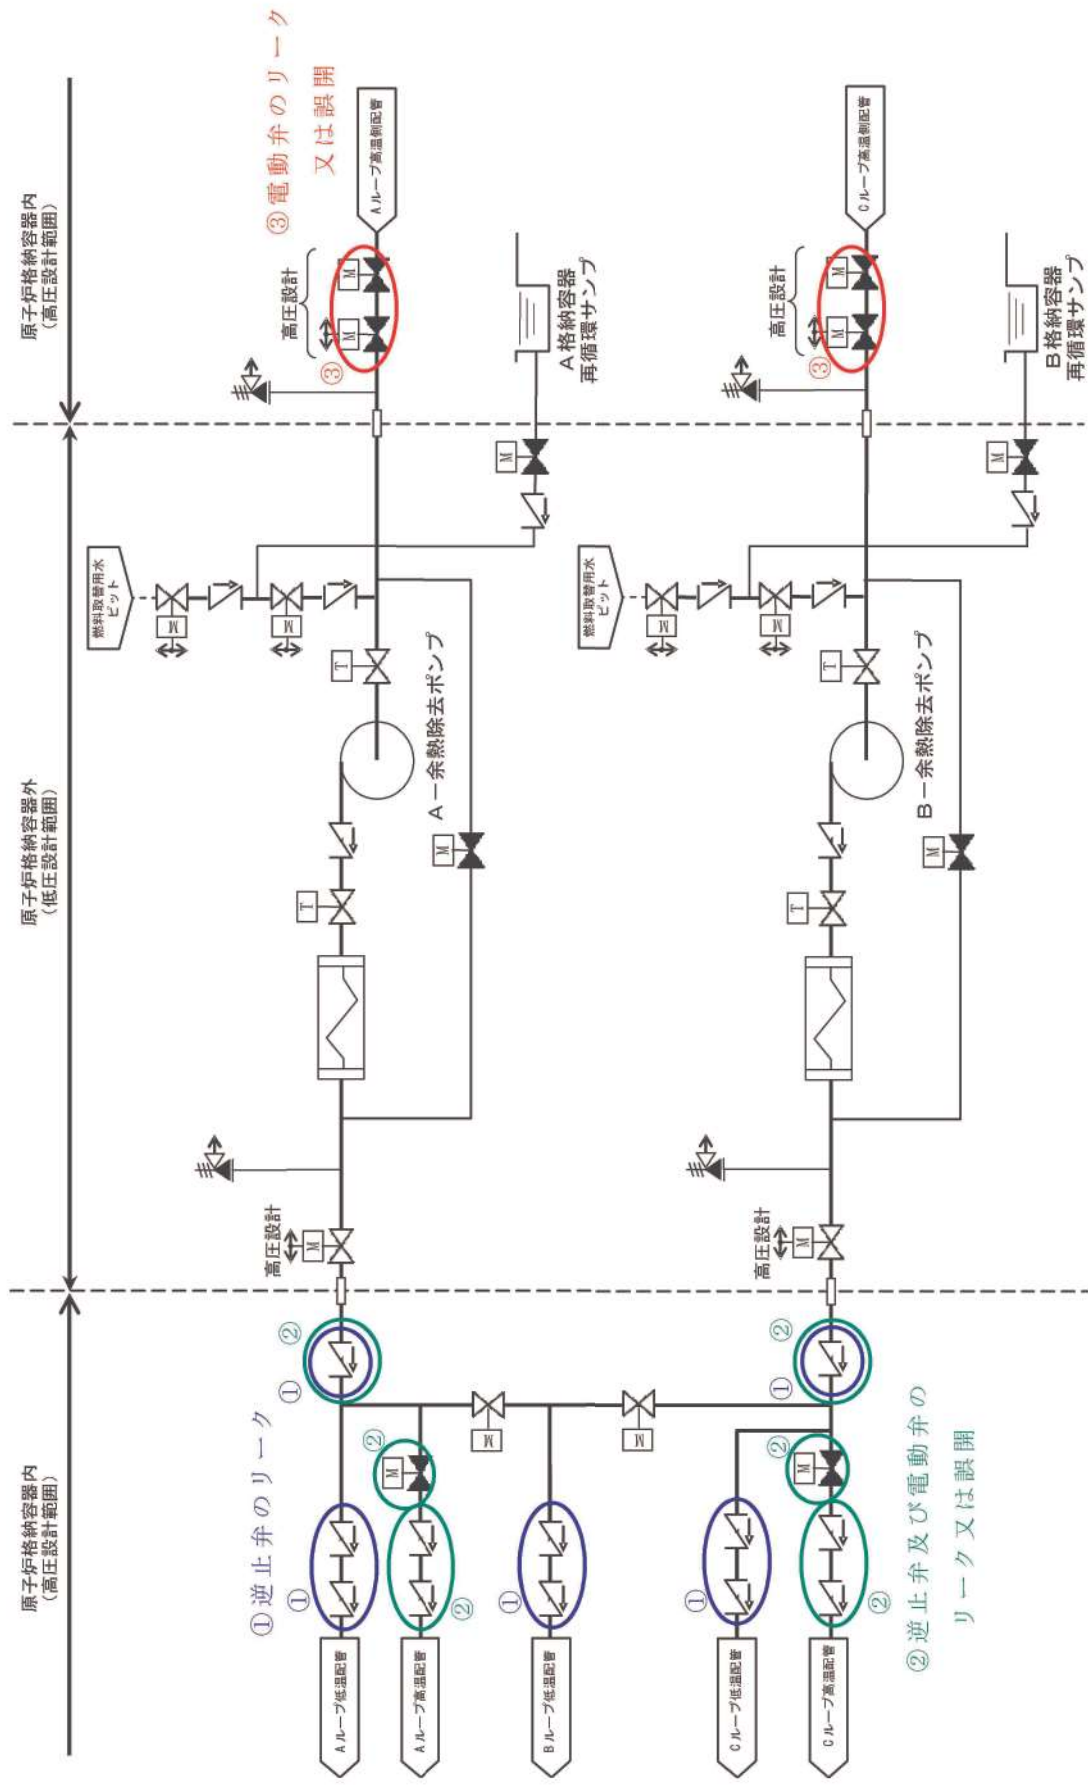 原子炉格納容器内
(高圧設計範囲)
原子炉格納容器外
(低圧設計範囲)
原子炉格納容器内
(高圧設計範囲)
①逆止弁のリーク
③電動弁のリーク
又は誤開
Aループ低温配管
①
①
②
高圧設計
M
T
A-余熱除去ポンプ
T
M
燃料取替用水
ピット
M
M
高圧設計
③
M
M
Aループ高温側配管
Aループ高温配管
②
②
M
M
A格納容器
再循環サンプ
Bループ低温配管
①
M
M
Cループ低温配管
①
Cループ高温配管
②
②
M
①
②
高圧設計
M
T
B-余熱除去ポンプ
T
M
燃料取替用水
ピット
M
M
高圧設計
③
M
M
Cループ高温側配管
M
B格納容器
再循環サンプ
②逆止弁及び電動弁の
リーク又は誤開